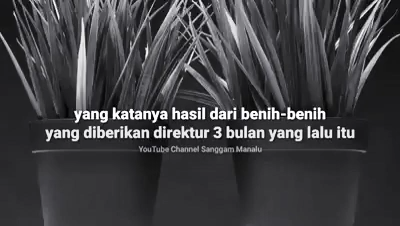 yang katanya hasil dari benih-benih
yang diberikan direktur 3 bulan yang lalu itu
YouTube Channel Sanggam Manalu